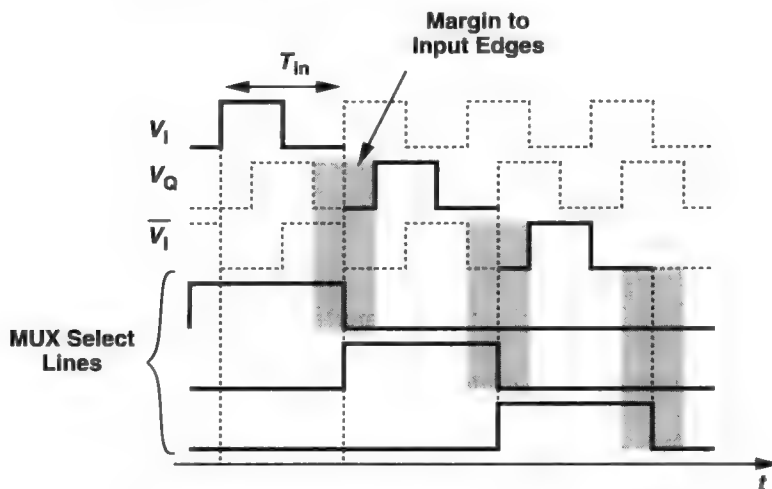 Margin to
Input Edges
T_in
V_I
V_Q
V̅_I
MUX Select
Lines
t